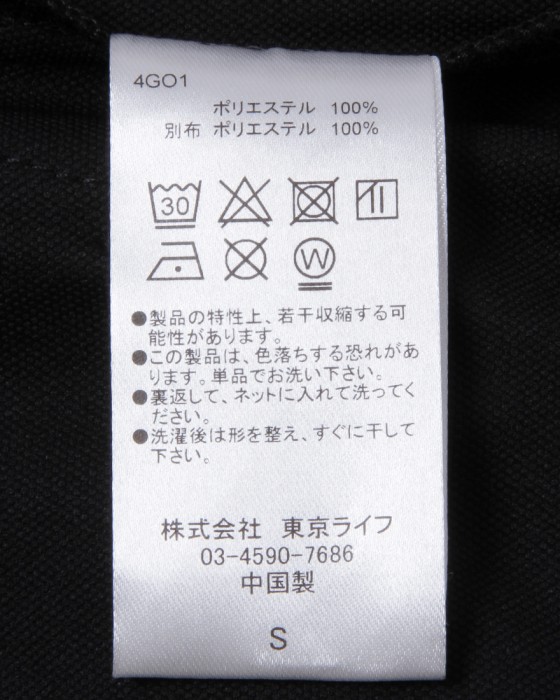 4GO1
ポリエステル 100%
別布 ポリエステル 100%
30
W
●製品の特性上、若干収縮する可
能性があります。
●この製品は、色落ちする恐れがあ
ります。単品でお洗い下さい。
●裏返して、ネットに入れて洗ってく
ださい。
●洗濯後は形を整え、すぐに干して
下さい。
株式会社 東京ライフ
03-4590-7686
中国製
S